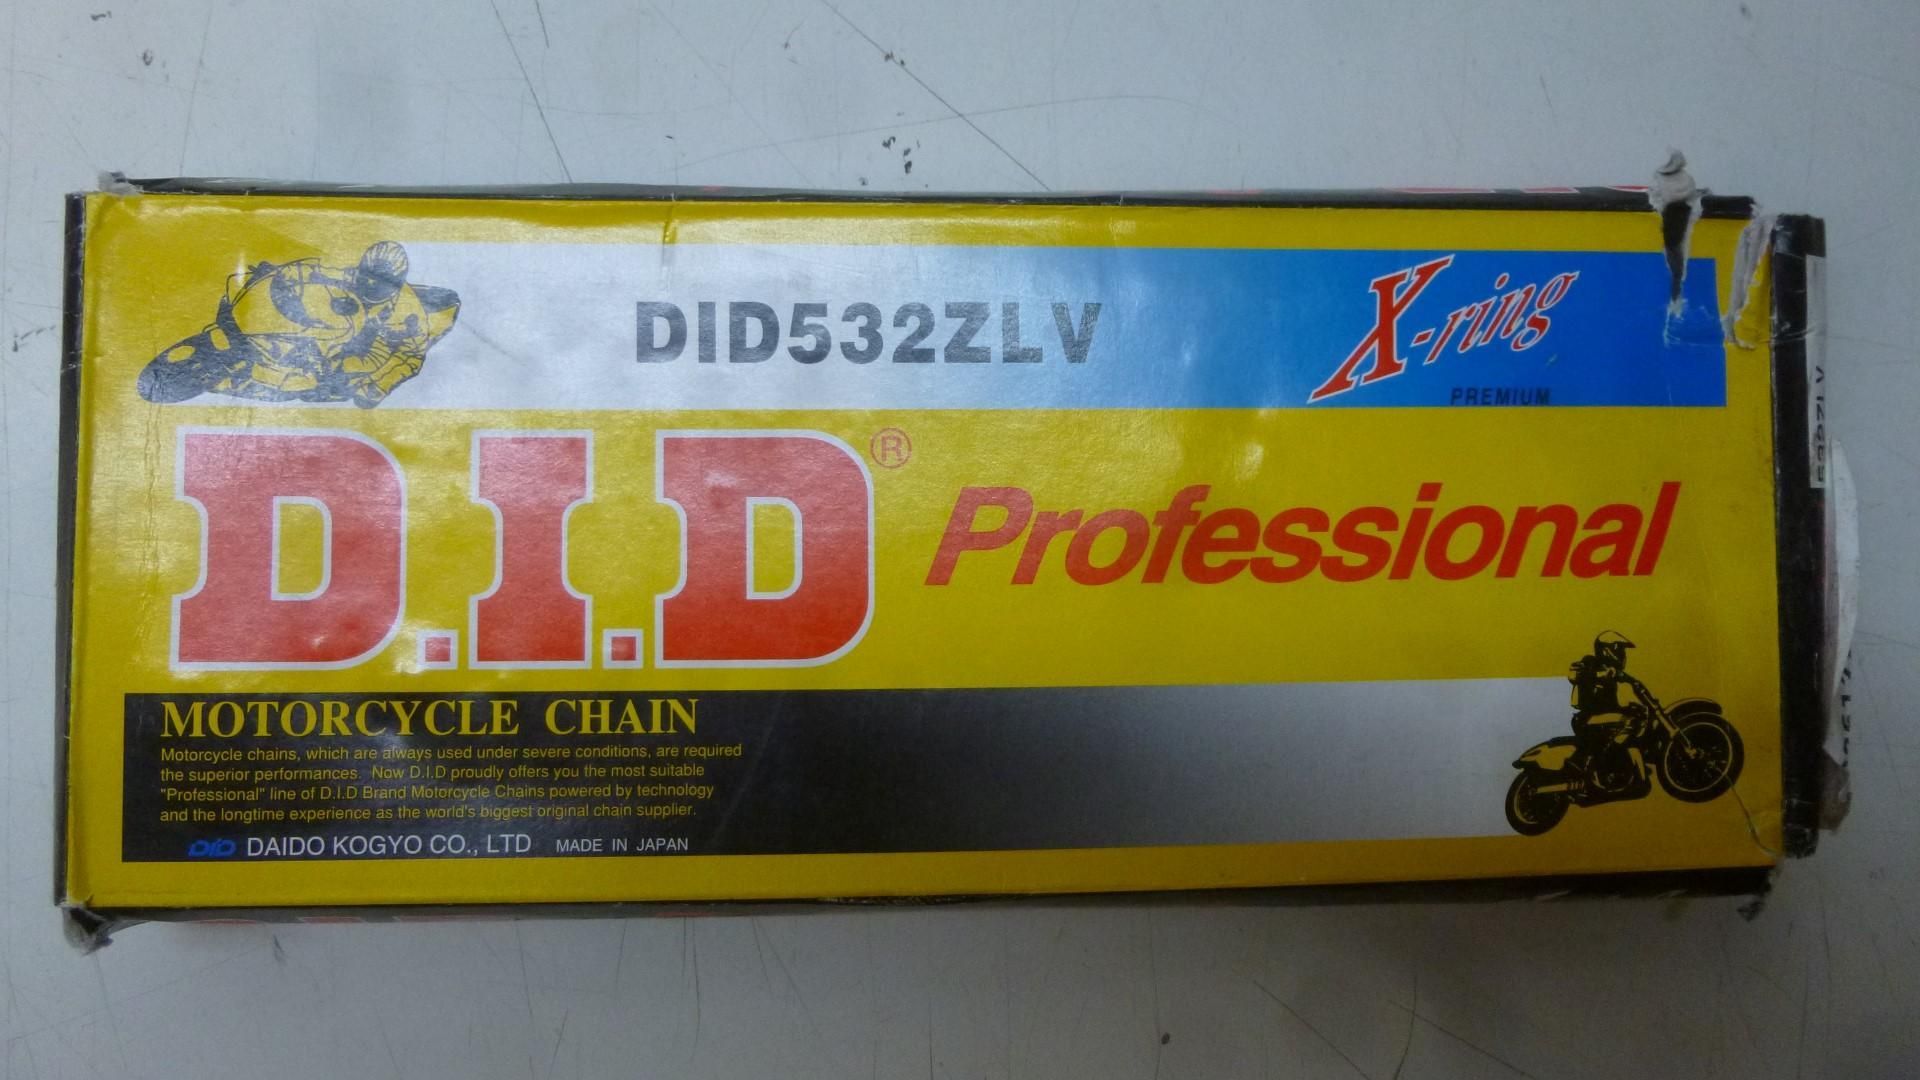 DID532ZLV
X-ring
PREMIUM
D.I.D®
Professional
MOTORCYCLE CHAIN
Motorcycle chains, which are always used under severe conditions, are required
the superior performances. Now D.I.D proudly offers you the most suitable
"Professional" line of D.I.D Brand Motorcycle Chains powered by technology
and the longtime experience as the world's biggest original chain supplier.
DID DAIDO KOGYO CO., LTD MADE IN JAPAN
532ZLV